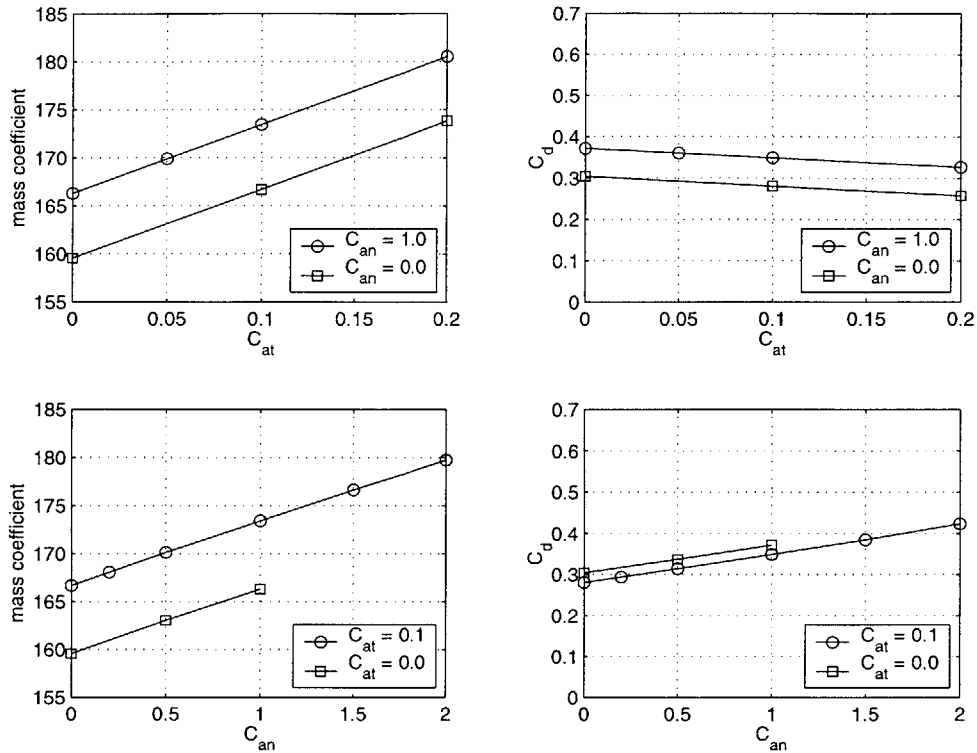 185
180
175
170
165
160
155
mass coefficient
C_an = 1.0
C_an = 0.0
0 0.05 0.1 0.15 0.2
C_at
0.7
0.6
0.5
0.4
0.3
0.2
0.1
0
C_d
C_an = 1.0
C_an = 0.0
0 0.05 0.1 0.15 0.2
C_at
185
180
175
170
165
160
155
mass coefficient
C_at = 0.1
C_at = 0.0
0 0.5 1 1.5 2
C_an
0.7
0.6
0.5
0.4
0.3
0.2
0.1
0
C_d
C_at = 0.1
C_at = 0.0
0 0.5 1 1.5 2
C_an